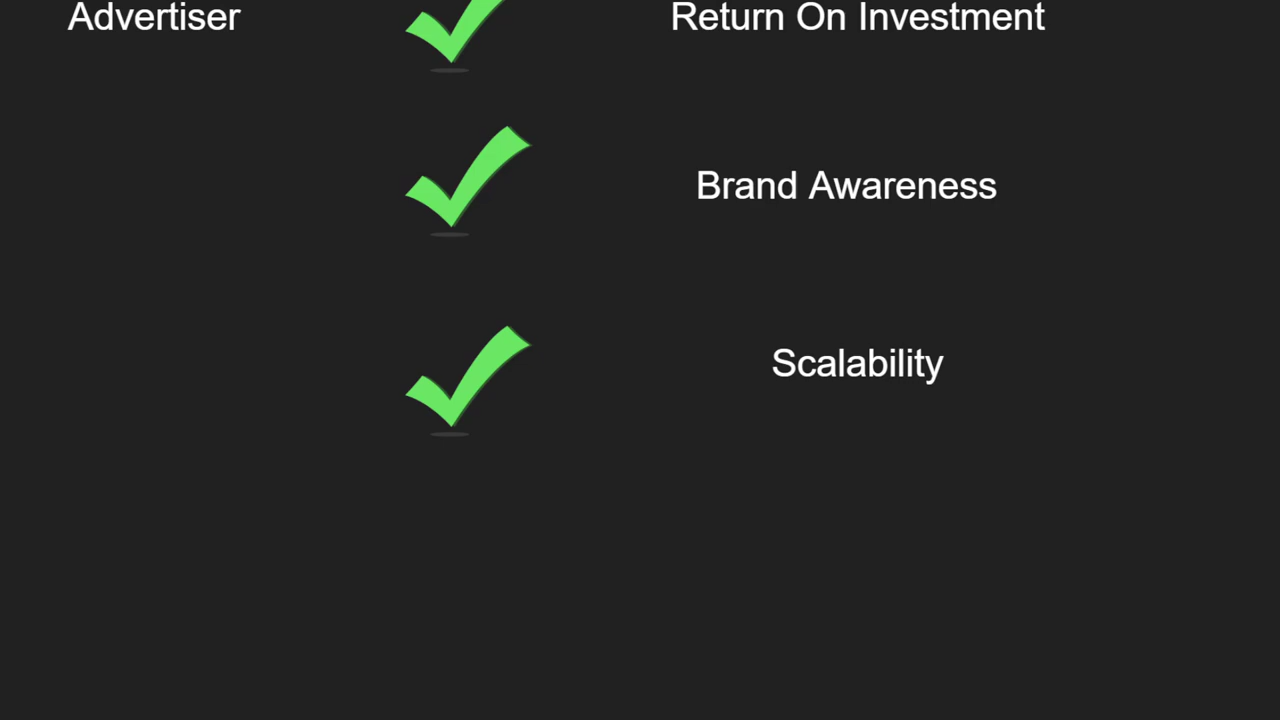 Advertiser
Return On Investment
Brand Awareness
Scalability